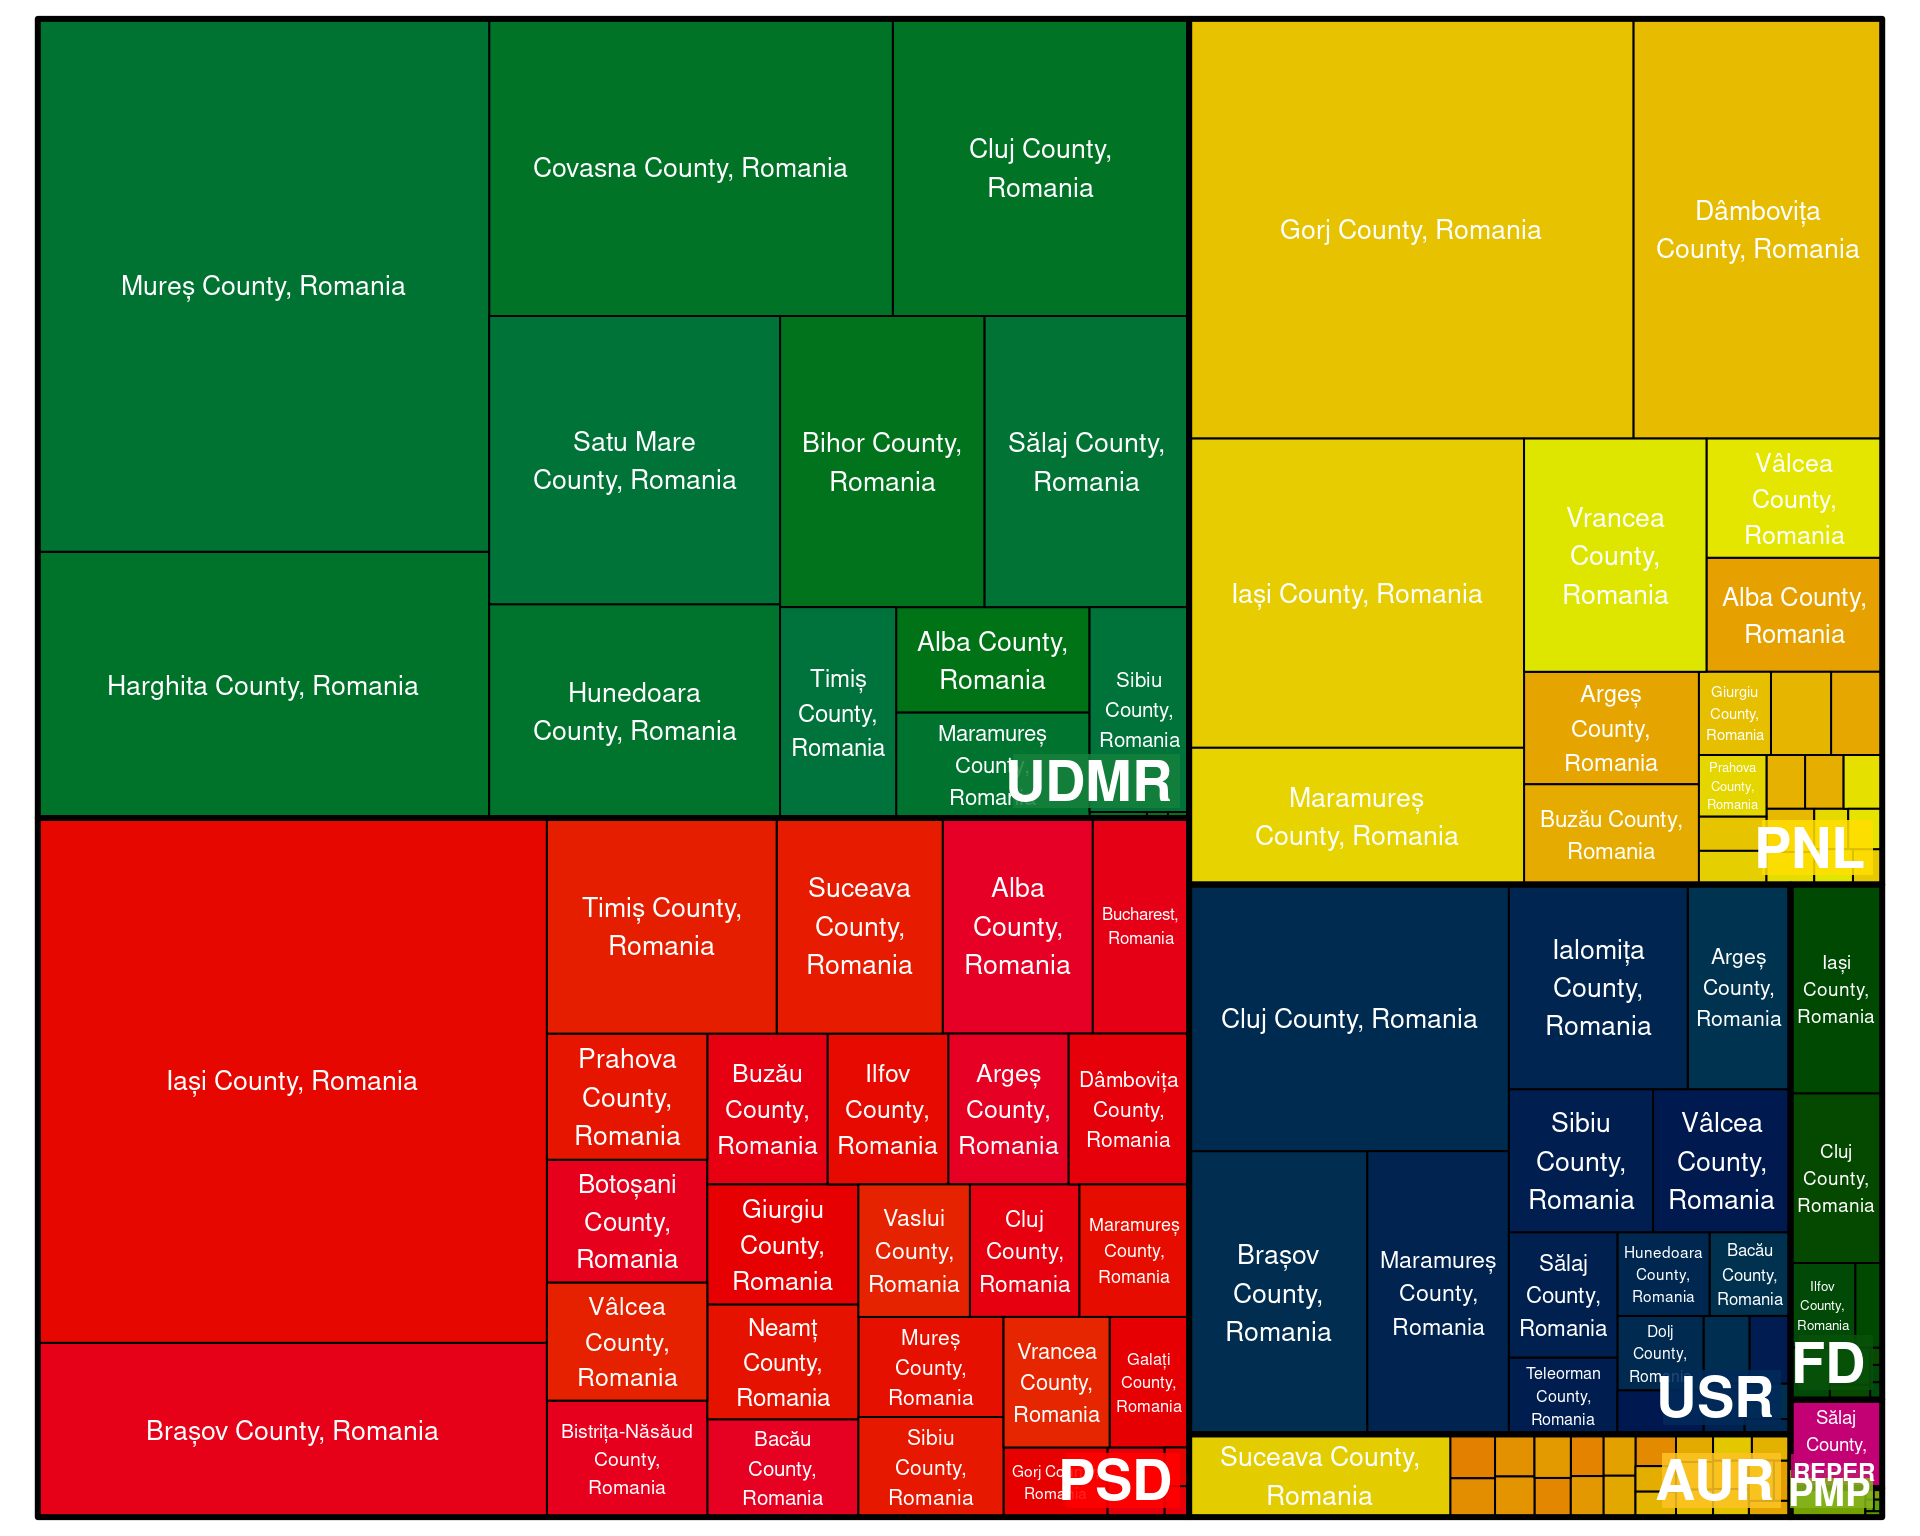 Mureș County, Romania
Covasna County, Romania
Cluj County,
Romania
Harghita County, Romania
Satu Mare
County, Romania
Bihor County,
Romania
Sălaj County,
Romania
Hunedoara
County, Romania
Timiș
County,
Romania
Alba County,
Romania
Maramureș
County,
Romania
Sibiu
County,
Romania
UDMR
Gorj County, Romania
Dâmbovița
County, Romania
Iași County, Romania
Maramureș
County, Romania
Vrancea
County,
Romania
Vâlcea
County,
Romania
Alba County,
Romania
Argeș
County,
Romania
Buzău County,
Romania
Giurgiu
County,
Romania
Prahova
County,
Romania
PNL
Iași County, Romania
Brașov County, Romania
Timiș County,
Romania
Suceava
County,
Romania
Alba
County,
Romania
Bucharest,
Romania
Prahova
County,
Romania
Botoșani
County,
Romania
Vâlcea
County,
Romania
Bistrița-Năsăud
County,
Romania
Buzău
County,
Romania
Ilfov
County,
Romania
Argeș
County,
Romania
Dâmbovița
County,
Romania
Giurgiu
County,
Romania
Neamț
County,
Romania
Bacău
County,
Romania
Vaslui
County,
Romania
Cluj
County,
Romania
Maramureș
County,
Romania
Mureș
County,
Romania
Sibiu
County,
Romania
Vrancea
County,
Romania
Galați
County,
Romania
Gorj County,
Romania
PSD
Cluj County, Romania
Brașov
County,
Romania
Maramureș
County,
Romania
Ialomița
County,
Romania
Argeș
County,
Romania
Sibiu
County,
Romania
Vâlcea
County,
Romania
Sălaj
County,
Romania
Teleorman
County,
Romania
Hunedoara
County,
Romania
Bacău
County,
Romania
Dolj
County,
Romania
USR
Iași
County,
Romania
Cluj
County,
Romania
Ilfov
County,
Romania
FD
Suceava County,
Romania
AUR
Sălaj
County,
REPER
PMP